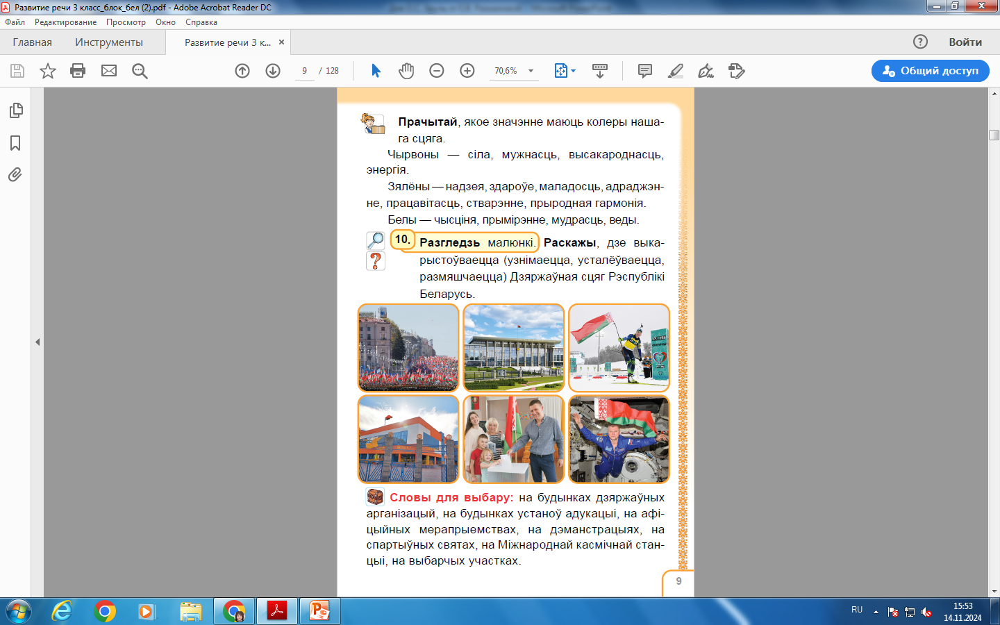 Развитие речи 3 класс_блок_бел (2).pdf - Adobe Acrobat Reader DC
Файл Редактирование Просмотр Окно Справка
Главная Инструменты Развитие речи 3 к... × Войти
9 / 128 70,6% Общий доступ
Прачытай, якое значэнне маюць колеры наша-
га сцяга.
Чырвоны — сіла, мужнасць, высакароднасць,
энергія.
Зялёны — надзея, здароўе, маладосць, адраджэн-
не, працавітасць, стварэнне, прыродная гармонія.
Белы — чысціня, прымірэнне, мудрасць, веды.
10. Разгледзь малюнкі. Раскажы, дзе выка-
рыстоўваецца (узнімаецца, усталёўваецца,
размяшчаецца) Дзяржаўная сцяг Рэспублікі
Беларусь.
Словы для выбару: на будынках дзяржаўных
арганізацый, на будынках устаноў адукацыі, на афі-
цыйных мерапрыемствах, на дэманстрацыях, на
спартыўных святах, на Міжнароднай касмічнай стан-
цыі, на выбарчых участках.
9
RU
15:53
14.11.2024